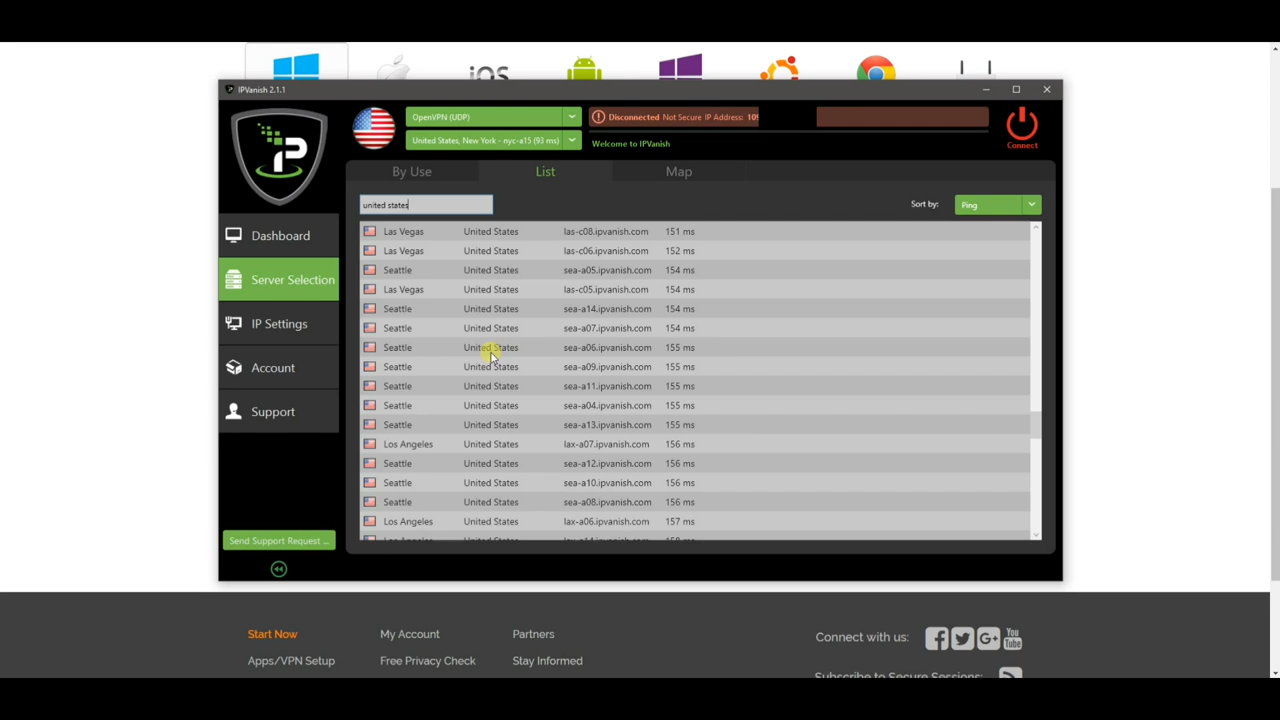 iOS
IPVanish 2.1.1
OpenVPN (UDP)
Disconnected Not Secure IP Address: 109
United States, New York - nyc-a15 (93 ms)
Welcome to IPVanish
Connect
By Use
List
Map
united states
Sort by:
Ping
Dashboard
Server Selection
IP Settings
Account
Support
Send Support Request ...
Las Vegas United States las-c08.ipvanish.com 151 ms
Las Vegas United States las-c06.ipvanish.com 152 ms
Seattle United States sea-a05.ipvanish.com 154 ms
Las Vegas United States las-c05.ipvanish.com 154 ms
Seattle United States sea-a14.ipvanish.com 154 ms
Seattle United States sea-a07.ipvanish.com 154 ms
Seattle United States sea-a06.ipvanish.com 155 ms
Seattle United States sea-a09.ipvanish.com 155 ms
Seattle United States sea-a11.ipvanish.com 155 ms
Seattle United States sea-a04.ipvanish.com 155 ms
Seattle United States sea-a13.ipvanish.com 155 ms
Los Angeles United States lax-a07.ipvanish.com 156 ms
Seattle United States sea-a12.ipvanish.com 156 ms
Seattle United States sea-a10.ipvanish.com 156 ms
Seattle United States sea-a08.ipvanish.com 156 ms
Los Angeles United States lax-a06.ipvanish.com 157 ms
Start Now
My Account
Partners
Connect with us:
You Tube
Apps/VPN Setup
Free Privacy Check
Stay Informed
Subscribe to Secure Sessions: